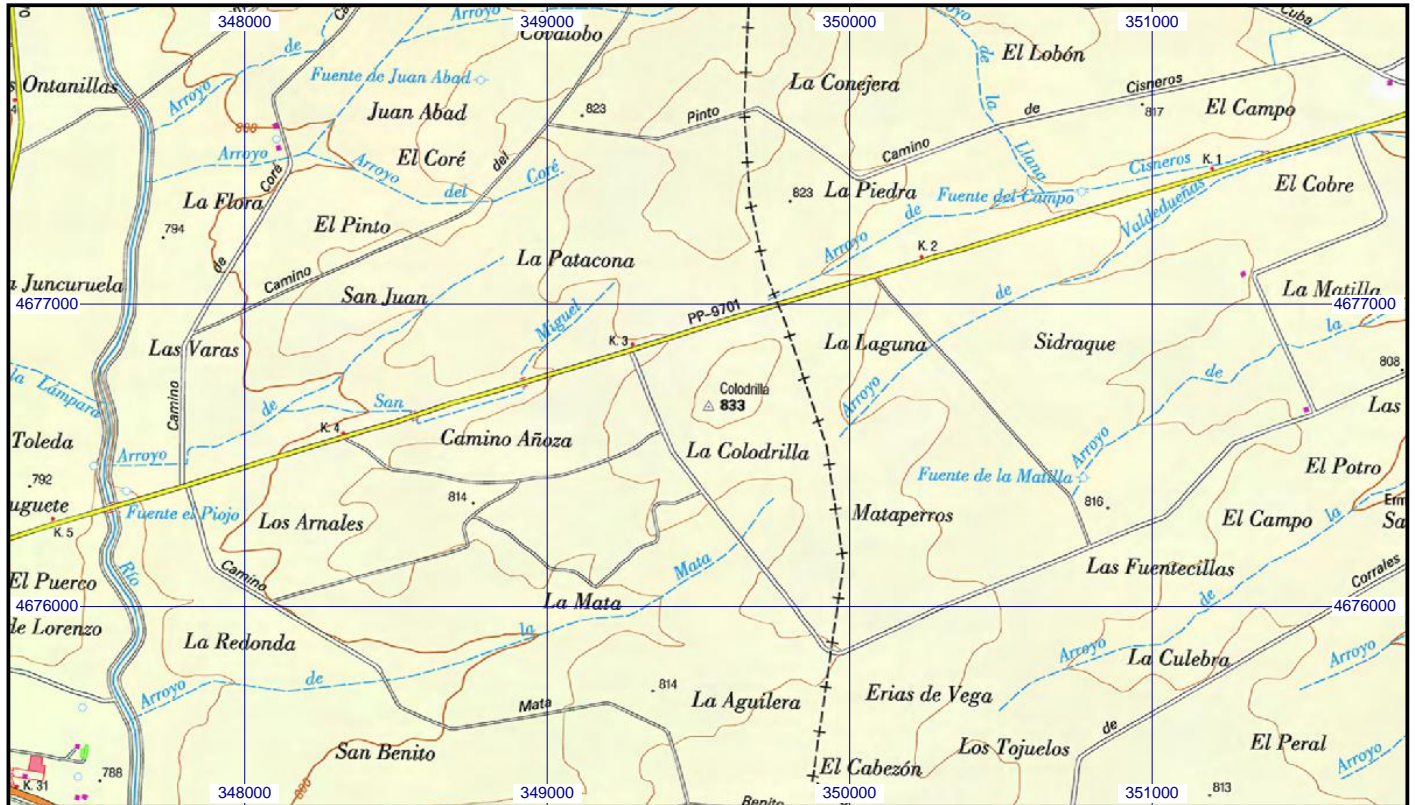 348000
349000
350000
351000
Arroyo
Covatobo
Cuba
de
El Lobón
Ontanillas
Fuente de Juan Abad
La Conejera
Cisneros
Arroyo
de
la
Llana
823
Juan Abad
Pinto
de
817
El Campo
800
Arroyo
El Coré
del
Camino
Cisneros
K. 1
Arroyo
del
Coré
La Flora
Coré
823
La Piedra
Fuente del Campo
El Cobre
794
El Pinto
Arroyo
de
Valdedueñas
K. 2
de
Camino
La Patacona
a Juncuruela
San Juan
de
La Matilla
4677000
4677000
Miguel
PP-9701
la
Las Varas
K. 3
La Laguna
Sidraque
808
la Lámpara
Camino
de
San
Colodrilla
833
Arroyo
de
Las
Toleda
K. 4
Camino Añoza
La Colodrilla
Arroyo
El Potro
Arroyo
Fuente de la Matilla
792
uguete
814
816
El Campo
la
Erm
Sa
K. 5
Fuente el Piojo
Los Arnales
Mataperros
Río
El Puerco
Camino
Mata
Las Fuentecillas
Corrales
4676000
La Mata
de
4676000
de Lorenzo
La Redonda
la
Arroyo
La Culebra
Arroyo
Arroyo
de
814
La Aguilera
Erias de Vega
Mata
de
San Benito
Los Tojuelos
El Peral
Arroyo
788
El Cabezón
K. 31
800
813
348000
349000
350000
351000
Benito